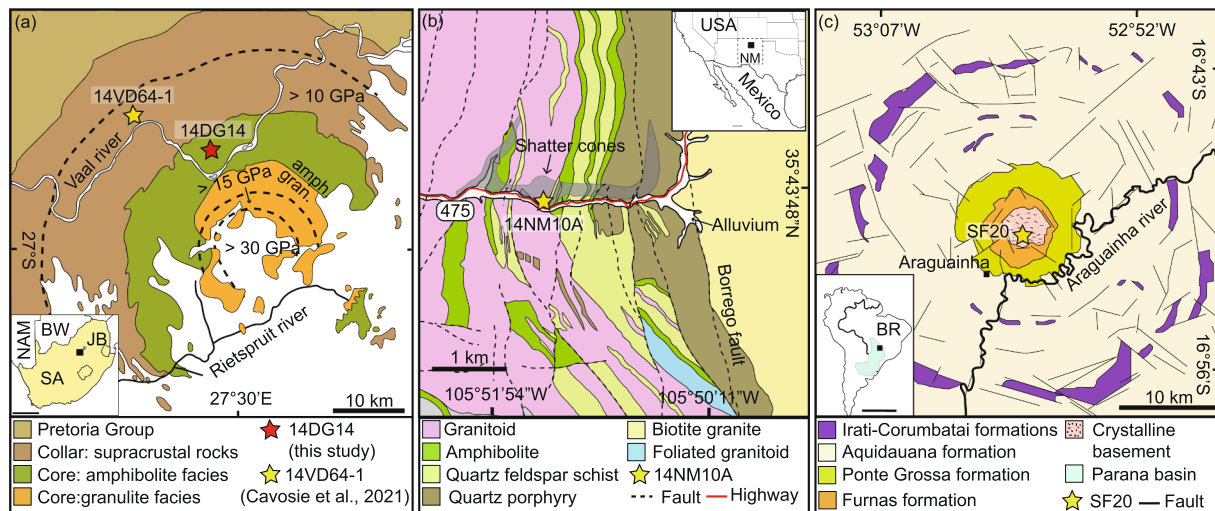 (a)
14VD64-1
> 10 GPa
14DG14
Vaal river
amph
> 15 GPa
gran.
> 30 GPa
27°S
Rietspruit river
NAM
BW
JB
SA
27°30'E
10 km
Pretoria Group
Collar: supracrustal rocks
Core: amphibolite facies
Core:granulite facies
14DG14
(this study)
14VD64-1
(Cavosie et al., 2021)
(b)
USA
NM
Mexico
Shatter cones
475
14NM10A
Alluvium
35°43'48"N
Borrego fault
1 km
105°51'54"W
105°50'11"W
Granitoid
Amphibolite
Quartz feldspar schist
Quartz porphyry
Biotite granite
Foliated granitoid
14NM10A
Fault
Highway
(c)
53°07'W
52°52'W
16°43'S
SF20
Araguainha
Araguainha river
BR
16°56'S
10 km
Irati-Corumbatai formations
Aquidauana formation
Ponte Grossa formation
Furnas formation
Crystalline
basement
Parana basin
SF20
Fault